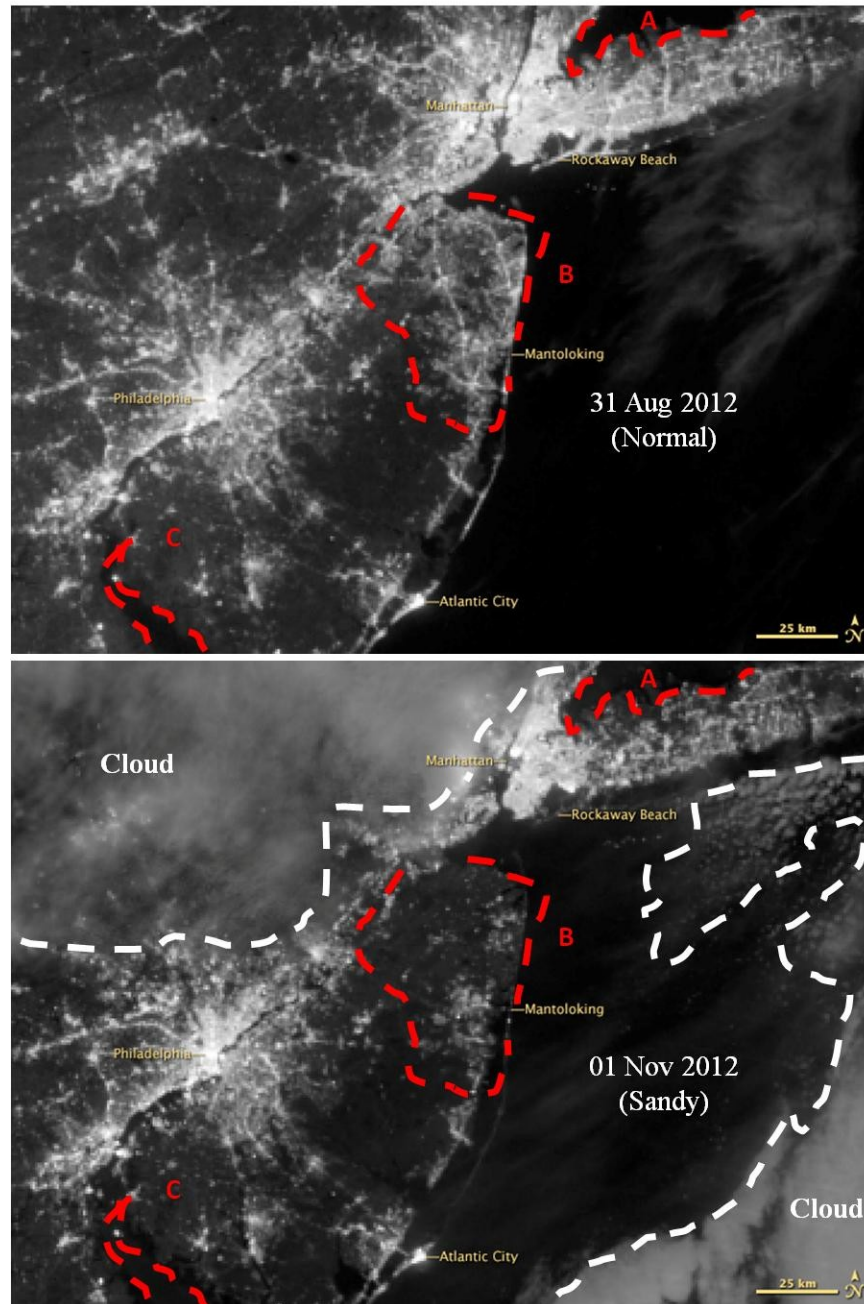 A
Manhattan
Rockaway Beach
B
Mantoloking
Philadelphia
31 Aug 2012
(Normal)
C
Atlantic City
25 km
N
A
Cloud
Manhattan
Rockaway Beach
B
Mantoloking
Philadelphia
01 Nov 2012
(Sandy)
C
Cloud
Atlantic City
25 km
N